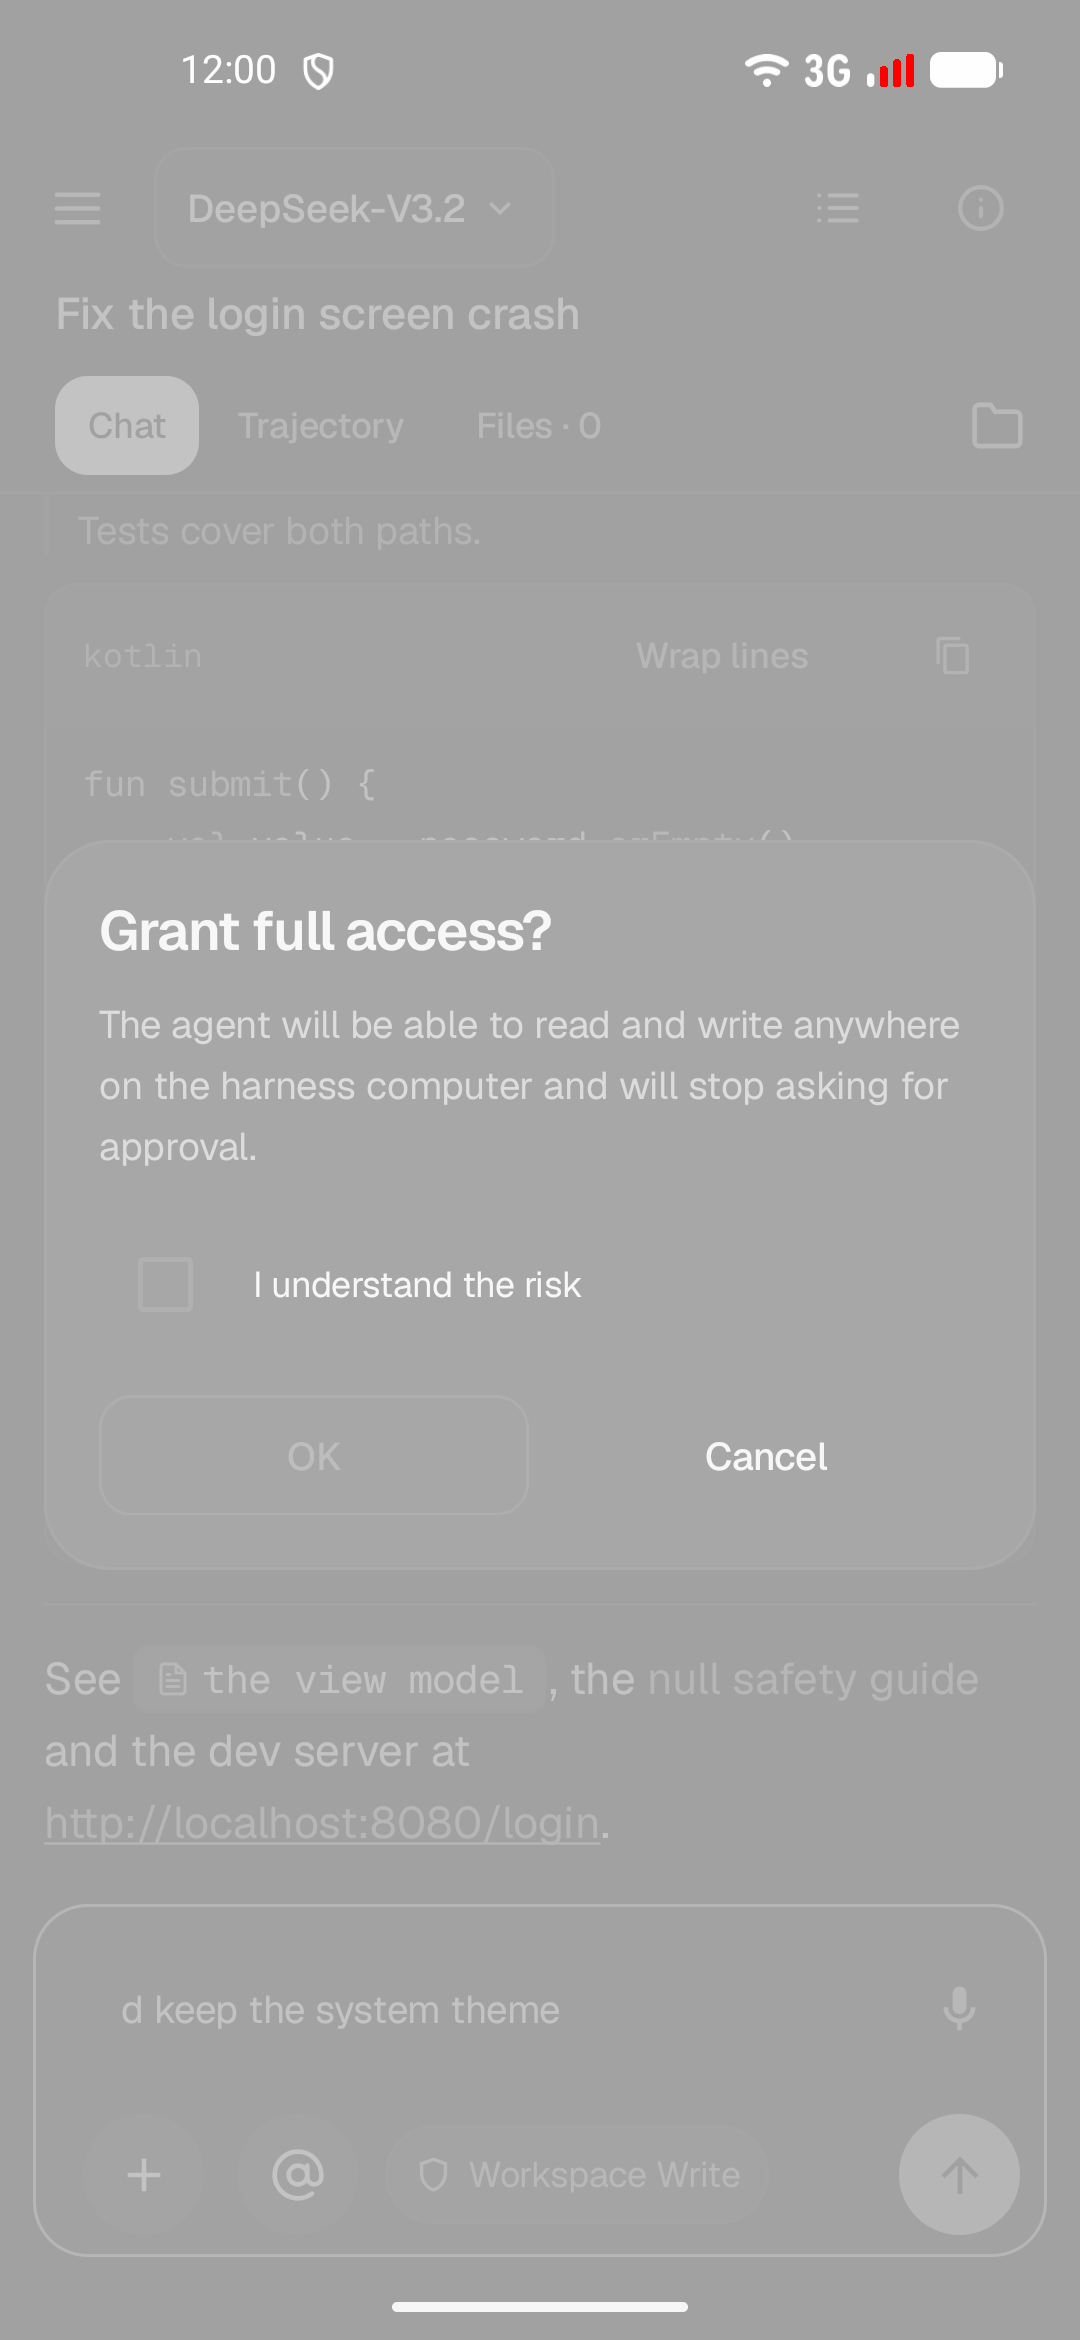 12:00
3G
DeepSeek-V3.2
Fix the login screen crash
Chat
Trajectory
Files · 0
Tests cover both paths.
kotlin
Wrap lines
fun submit() {
Grant full access?
The agent will be able to read and write anywhere
on the harness computer and will stop asking for
approval.
I understand the risk
OK
Cancel
See the view model, the null safety guide
and the dev server at
http://localhost:8080/login.
d keep the system theme
Workspace Write